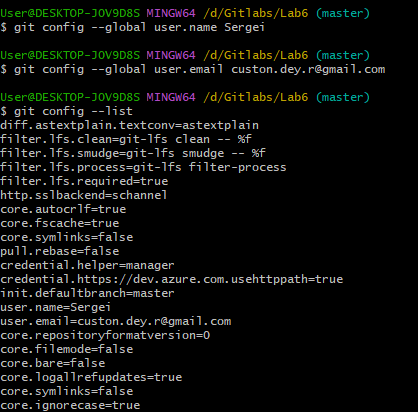 User@DESKTOP-JOV9D8S MINGW64 /d/Gitlabs/Lab6 (master)
$ git config --global user.name Sergei
User@DESKTOP-JOV9D8S MINGW64 /d/Gitlabs/Lab6 (master)
$ git config --global user.email custon.dey.r@gmail.com
User@DESKTOP-JOV9D8S MINGW64 /d/Gitlabs/Lab6 (master)
$ git config --list
diff.astextplain.textconv=astextplain
filter.lfs.clean=git-lfs clean -- %f
filter.lfs.smudge=git-lfs smudge -- %f
filter.lfs.process=git-lfs filter-process
filter.lfs.required=true
http.sslbackend=schannel
core.autocrlf=true
core.fscache=true
core.symlinks=false
pull.rebase=false
credential.helper=manager
credential.https://dev.azure.com.usehttppath=true
init.defaultbranch=master
user.name=Sergei
user.email=custon.dey.r@gmail.com
core.repositoryformatversion=0
core.filemode=false
core.bare=false
core.logallrefupdates=true
core.symlinks=false
core.ignorecase=true